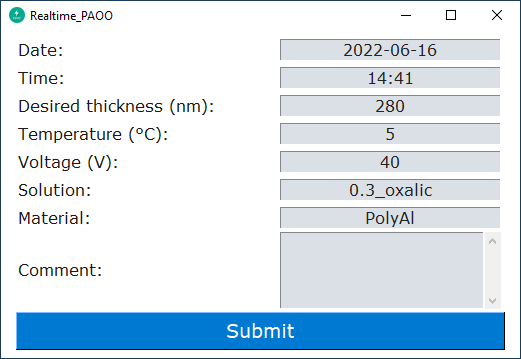 Realtime_PAOO
Date: 2022-06-16
Time: 14:41
Desired thickness (nm): 280
Temperature (°C): 5
Voltage (V): 40
Solution: 0.3_oxalic
Material: PolyAl
Comment:
Submit